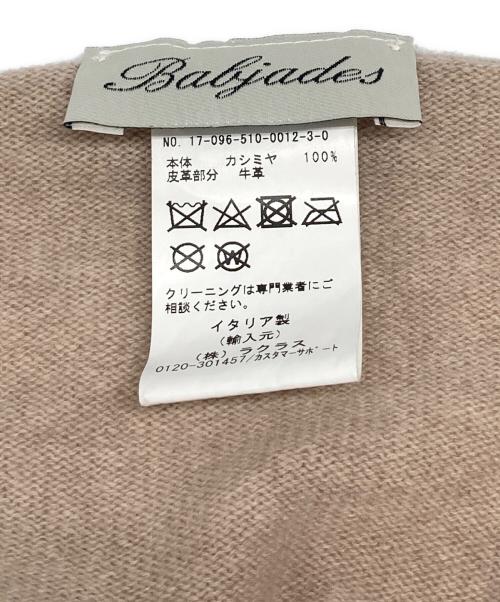 Babjades
NO. 17-096-510-0012-3-0
本体 カシミヤ 100%
皮革部分 牛革
W
クリーニングは専門業者にご
相談ください。
イタリア製
(輸入元)
(株) ラクラス
0120-301457/カスタマーサポート